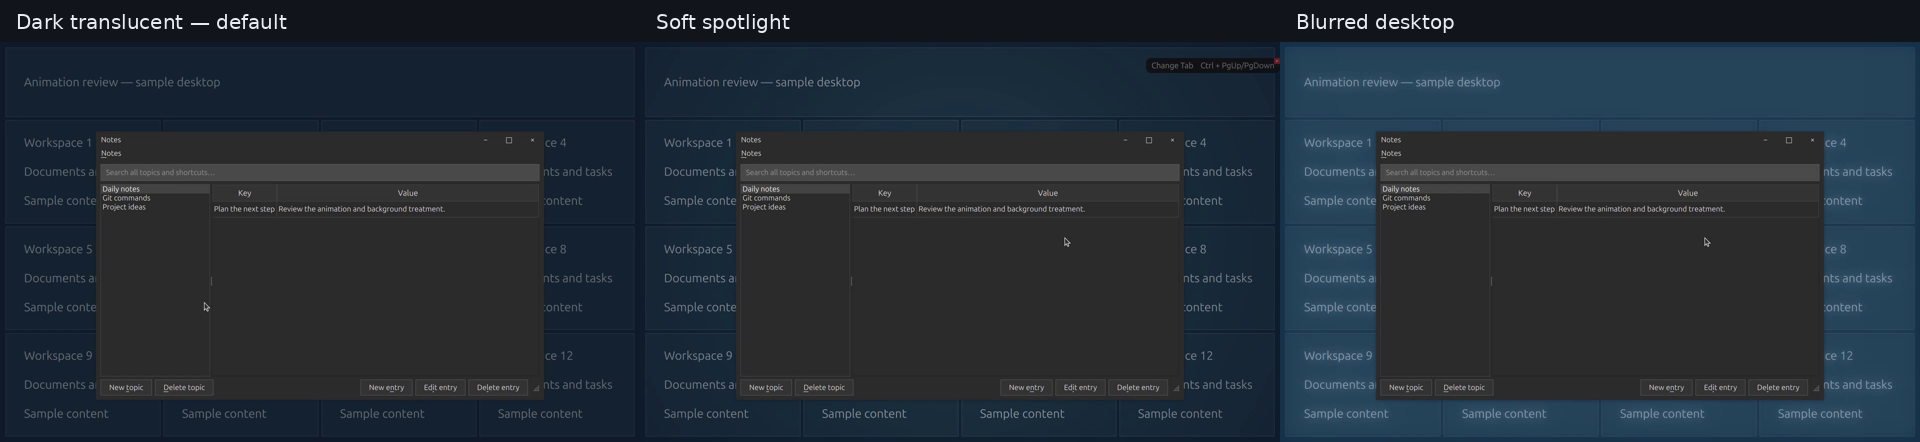 Dark translucent — default
Animation review — sample desktop
Workspace 1
ce 4
Documents a
nts and tasks
Sample conte
ontent
Workspace 5
ce 8
Documents a
nts and tasks
Sample conte
ontent
Workspace 9
ce 12
Documents a
nts and tasks
Sample content Sample content Sample content Sample content
Notes
Notes
Search all topics and shortcuts...
Daily notes
Git commands
Project ideas
Key Value
Plan the next step Review the animation and background treatment.
New topic Delete topic New entry Edit entry Delete entry
Soft spotlight
Change Tab Ctrl + PgUp/PgDown
Animation review — sample desktop
Workspace 1
ce 4
Documents a
nts and tasks
Sample conte
ontent
Workspace 5
ce 8
Documents a
nts and tasks
Sample conte
ontent
Workspace 9
ce 12
Documents a
nts and tasks
Sample content Sample content Sample content Sample content
Notes
Notes
Search all topics and shortcuts...
Daily notes
Git commands
Project ideas
Key Value
Plan the next step Review the animation and background treatment.
New topic Delete topic New entry Edit entry Delete entry
Blurred desktop
Animation review — sample desktop
Workspace 1
ce 4
Documents a
nts and tasks
Sample conte
ontent
Workspace 5
ce 8
Documents a
nts and tasks
Sample conte
ontent
Workspace 9
ce 12
Documents a
nts and tasks
Sample content Sample content Sample content Sample content
Notes
Notes
Search all topics and shortcuts...
Daily notes
Git commands
Project ideas
Key Value
Plan the next step Review the animation and background treatment.
New topic Delete topic New entry Edit entry Delete entry